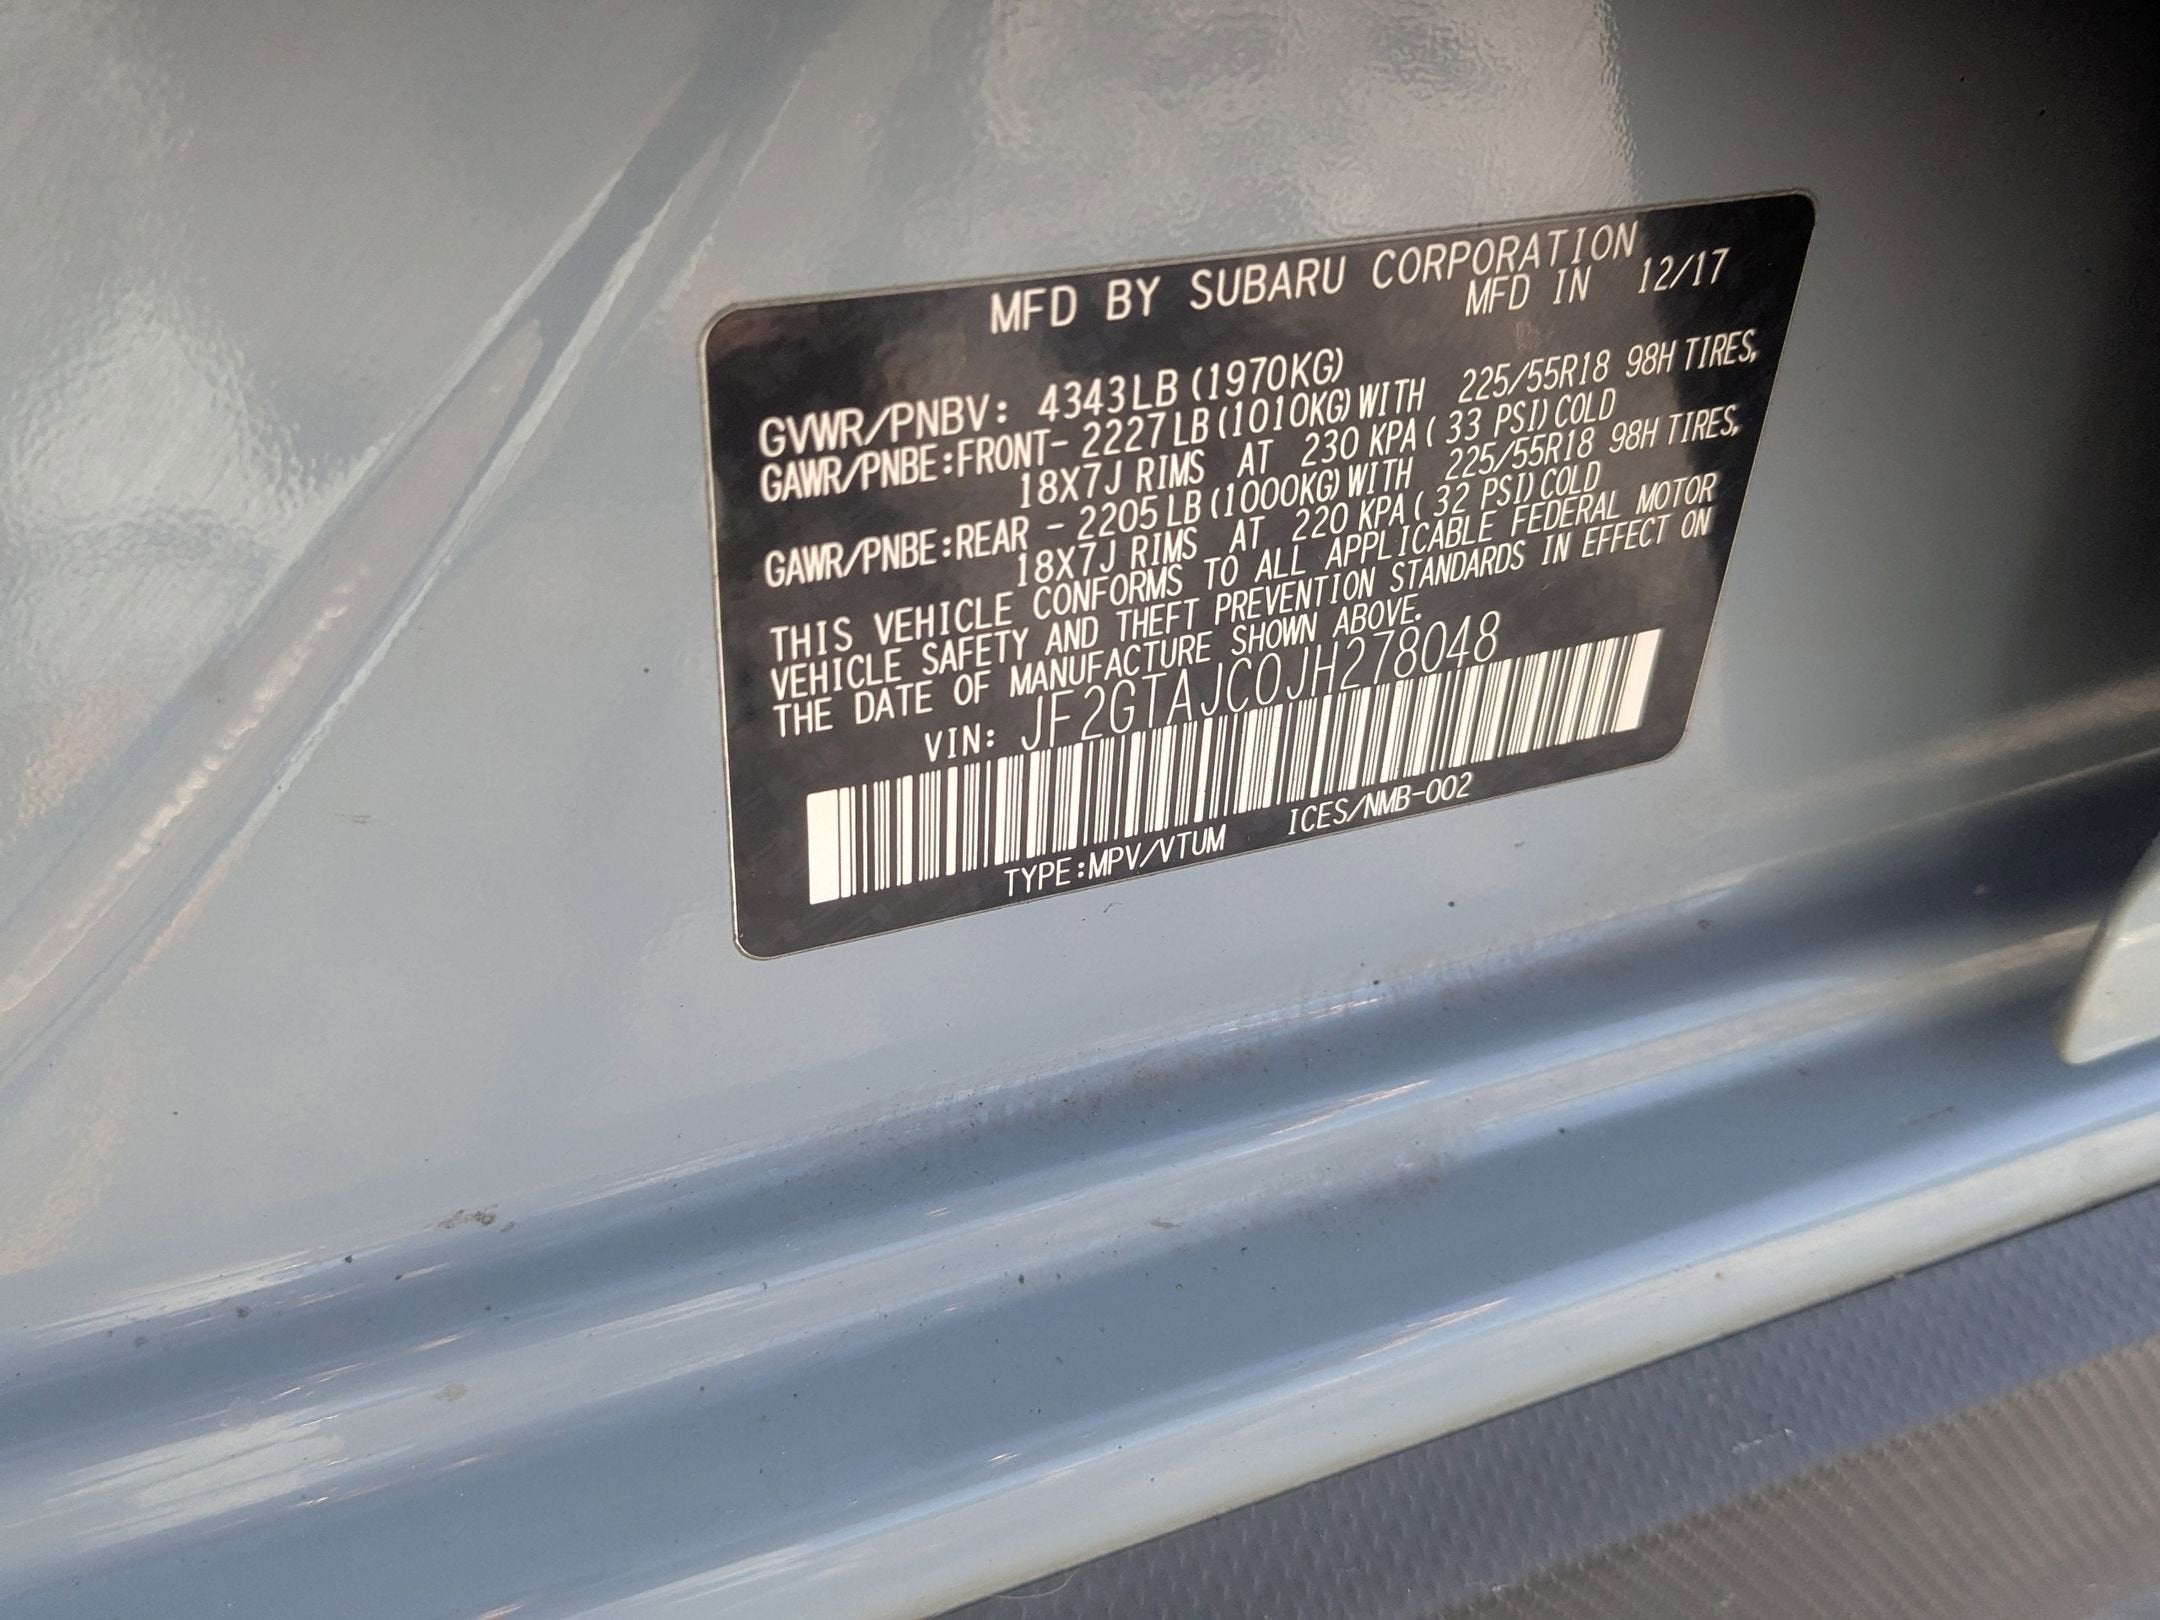 MFD BY SUBARU CORPORATION
MFD IN 12/17
GVWR/PNBV: 4343LB (1970KG)
GAWR/PNBE:FRONT- 2227LB (1010KG) WITH 225/55R18 98H TIRES,
18X7J RIMS AT 230 KPA ( 33 PSI) COLD
GAWR/PNBE:REAR - 2205LB (1000KG) WITH 225/55R18 98H TIRES,
18X7J RIMS AT 220 KPA ( 32 PSI) COLD
THIS VEHICLE CONFORMS TO ALL APPLICABLE FEDERAL MOTOR
VEHICLE SAFETY AND THEFT PREVENTION STANDARDS IN EFFECT ON
THE DATE OF MANUFACTURE SHOWN ABOVE.
VIN: JF2GTAJC0JH278048
TYPE:MPV/VTUM ICES/NMB-002